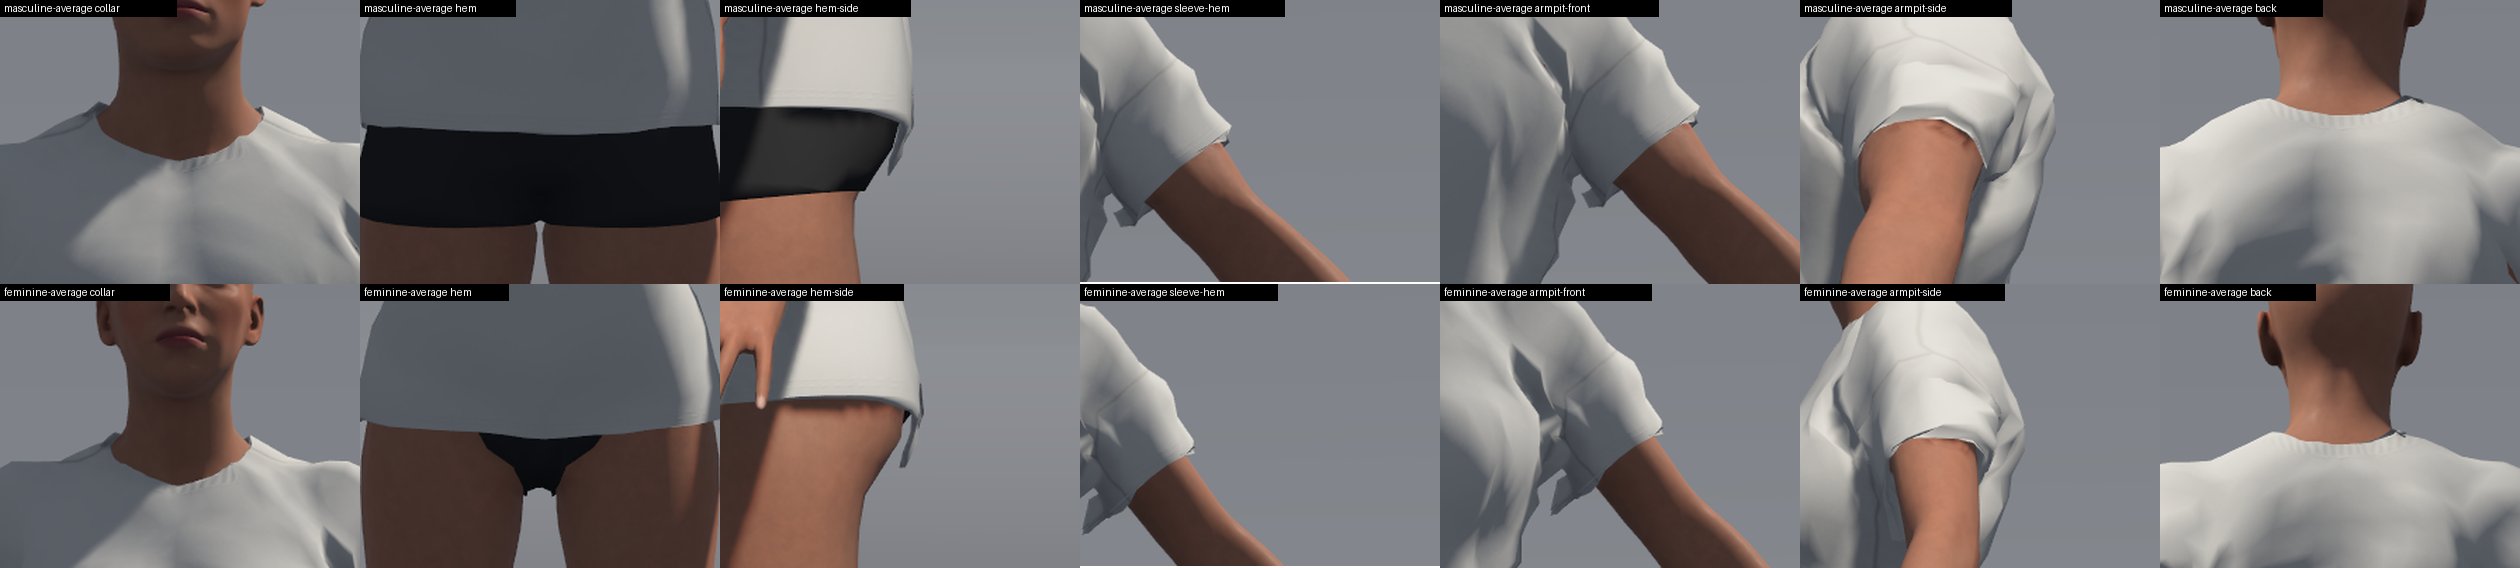 masculine-average collar
masculine-average hem
masculine-average hem-side
masculine-average sleeve-hem
masculine-average armpit-front
masculine-average armpit-side
masculine-average back
feminine-average collar
feminine-average hem
feminine-average hem-side
feminine-average sleeve-hem
feminine-average armpit-front
feminine-average armpit-side
feminine-average back